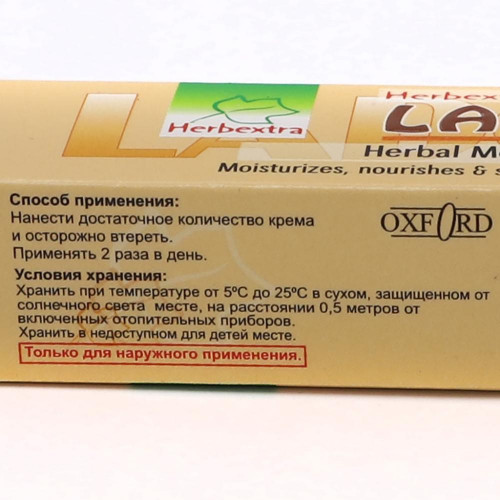 Herbextra
Herbex
LA
Herbal M
Moisturizes, nourishes & s
Способ применения:
Нанести достаточное количество крема
и осторожно втереть.
Применять 2 раза в день.
OXFORD
Условия хранения:
Хранить при температуре от 5ºC до 25ºC в сухом, защищенном от
солнечного света месте, на расстоянии 0,5 метров от
включенных отопительных приборов.
Хранить в недоступном для детей месте.
Только для наружного применения.